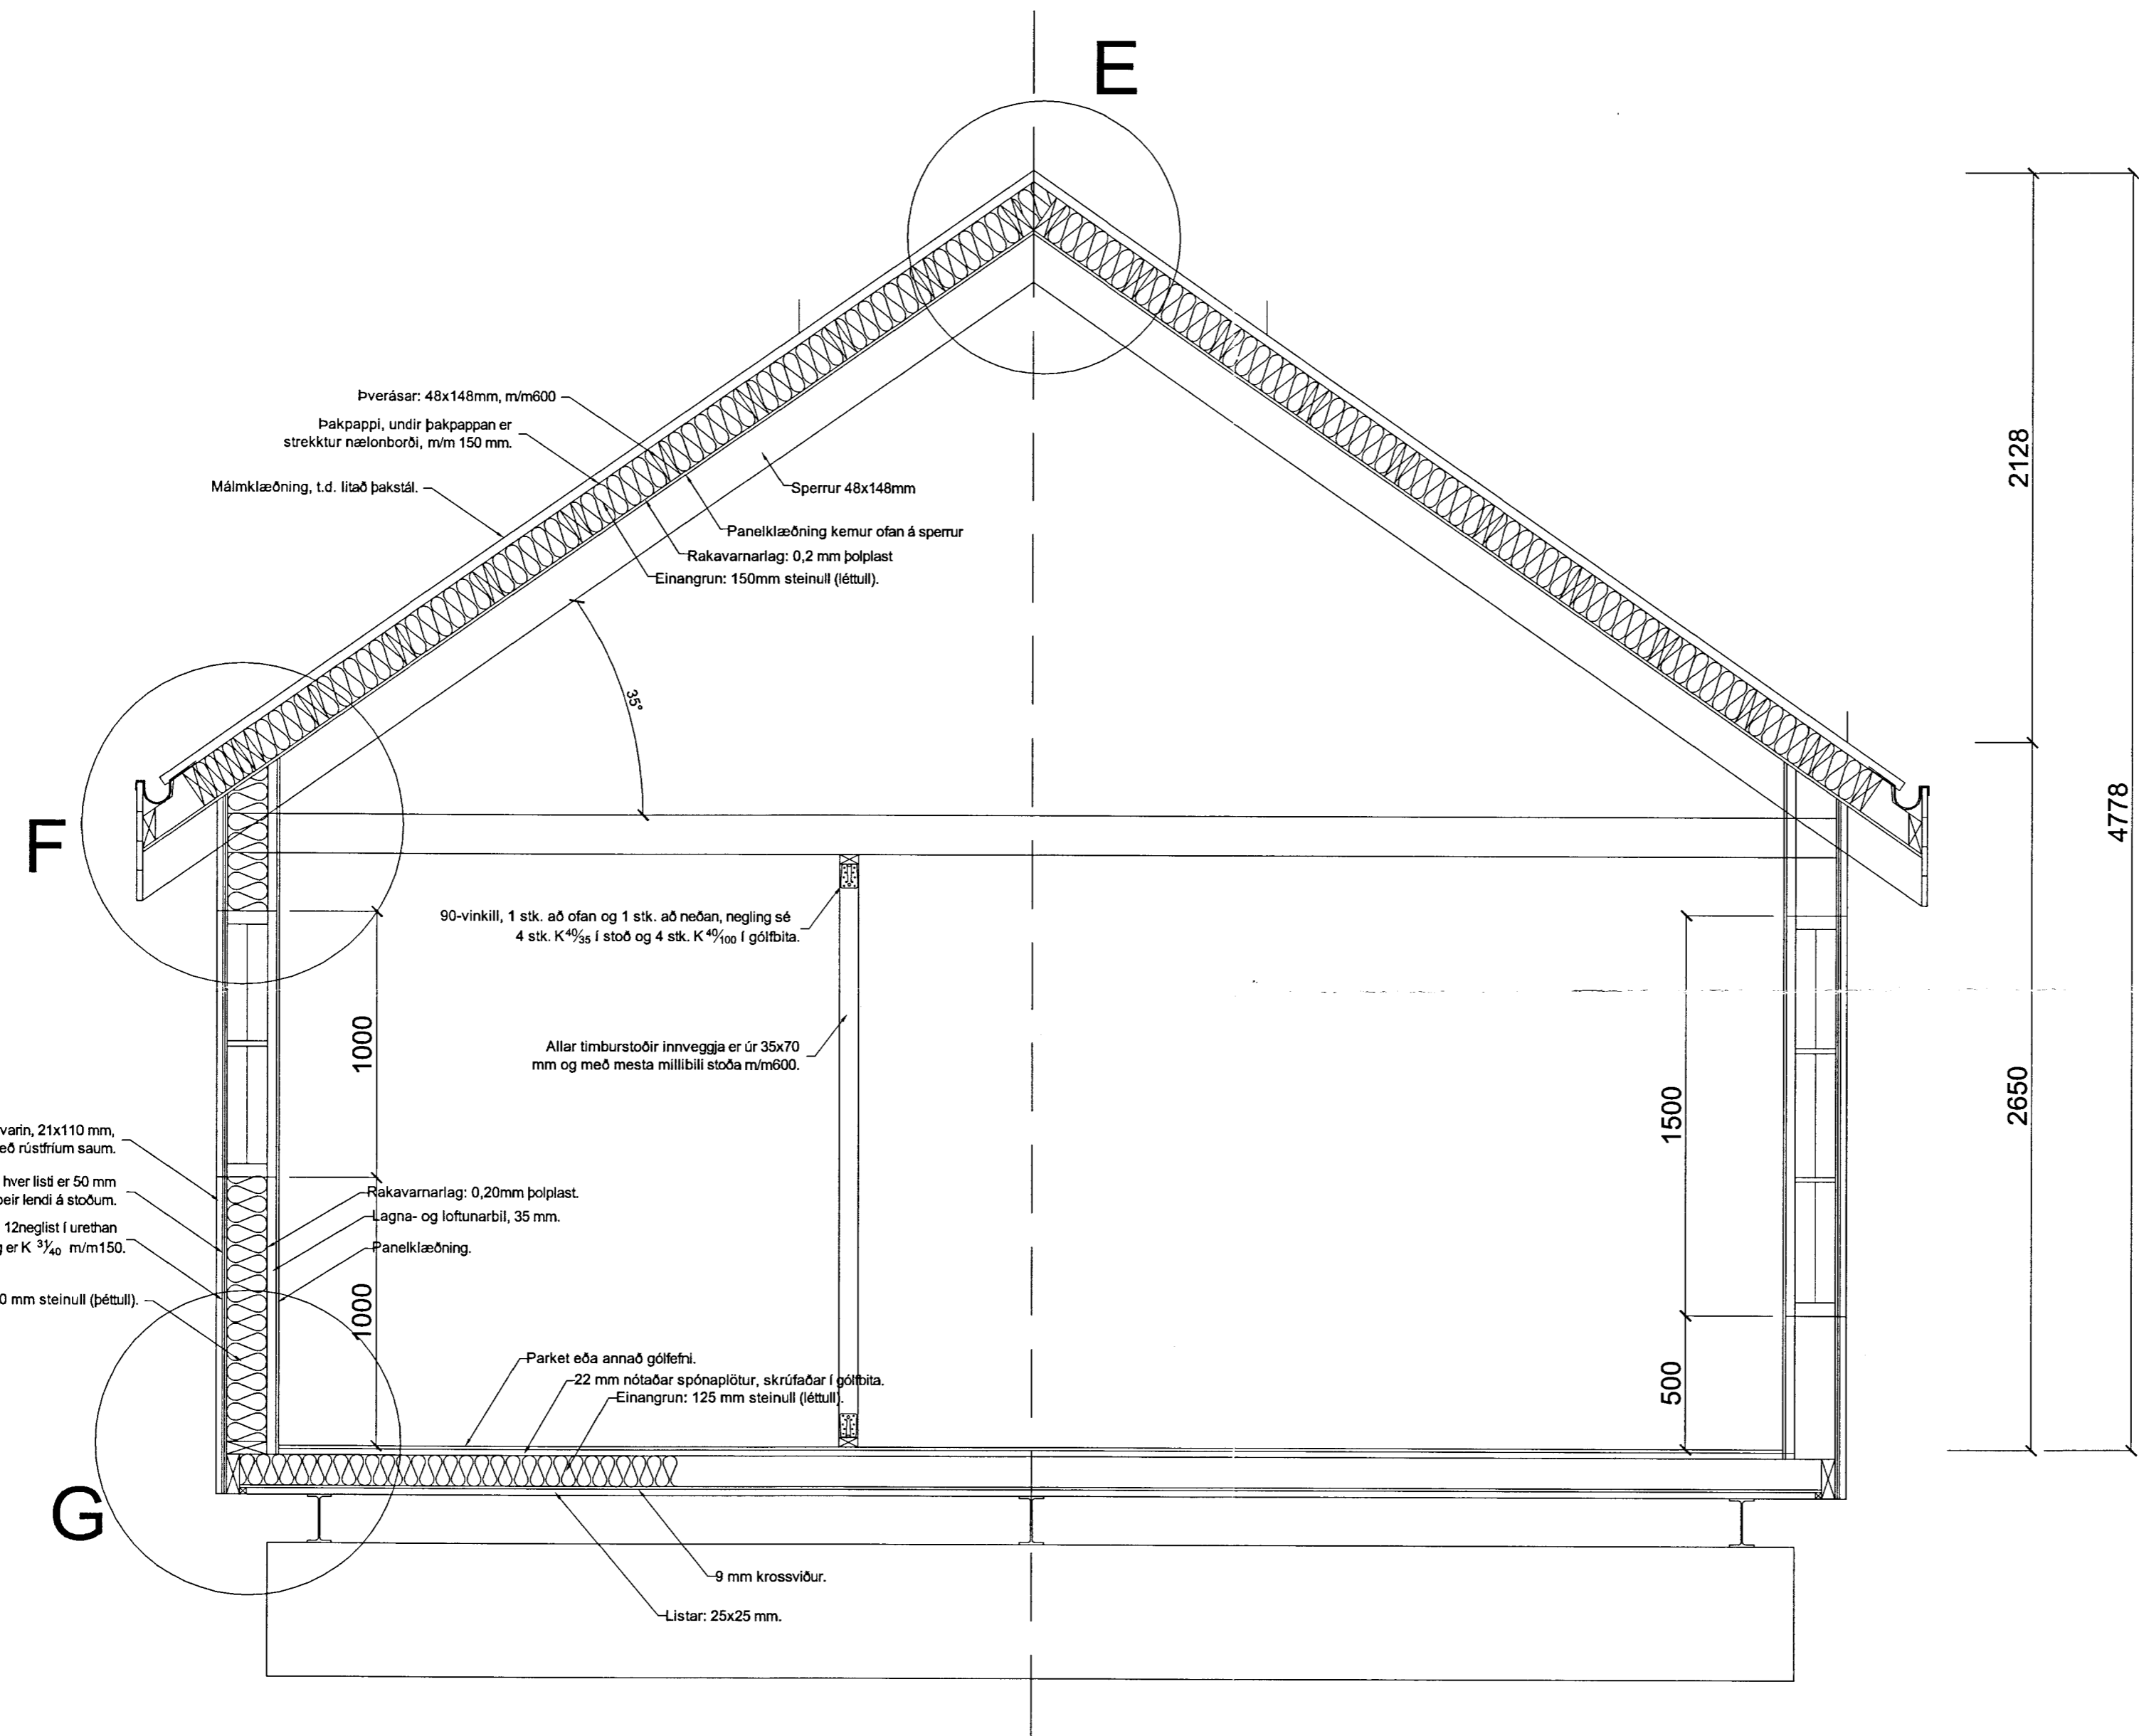 E
2128
4778
2650
Þverásar: 48x148mm, m/m600
Þakpappi, undir þakpappan er
strekktur nælonborði, m/m 150 mm.
Málmklæðning, t.d. litað þakstál.
Sperrur 48x148mm
Panelklæðning kemur ofan á sperrur
Rakavarnarlag: 0,2 mm þolplast
Einangrun: 150mm steinull (léttull).
35°
F
90-vinkill, 1 stk. að ofan og 1 stk. að neðan, negling sé
4 stk. K 40/35 í stoð og 4 stk. K 40/100 í gólfbita.
1000
Allar timburstoðir innveggja er úr 35x70
mm og með mesta millibili stoða m/m600.
1500
varin, 21x110 mm,
eð rústfríum saum.
hver listi er 50 mm
þeir lendi á stoðum.
12neglist í urethan
g er K 31/40 m/m150.
0 mm steinull (þéttull).
Rakavarnarlag: 0,20mm þolplast.
Lagna- og loftunarbil, 35 mm.
Panelklæðning.
1000
500
Parket eða annað gólfefni.
22 mm nótaðar spónaplötur, skrúfaðar í gólfbita.
Einangrun: 125 mm steinull (léttull).
G
9 mm krossviður.
Listar: 25x25 mm.